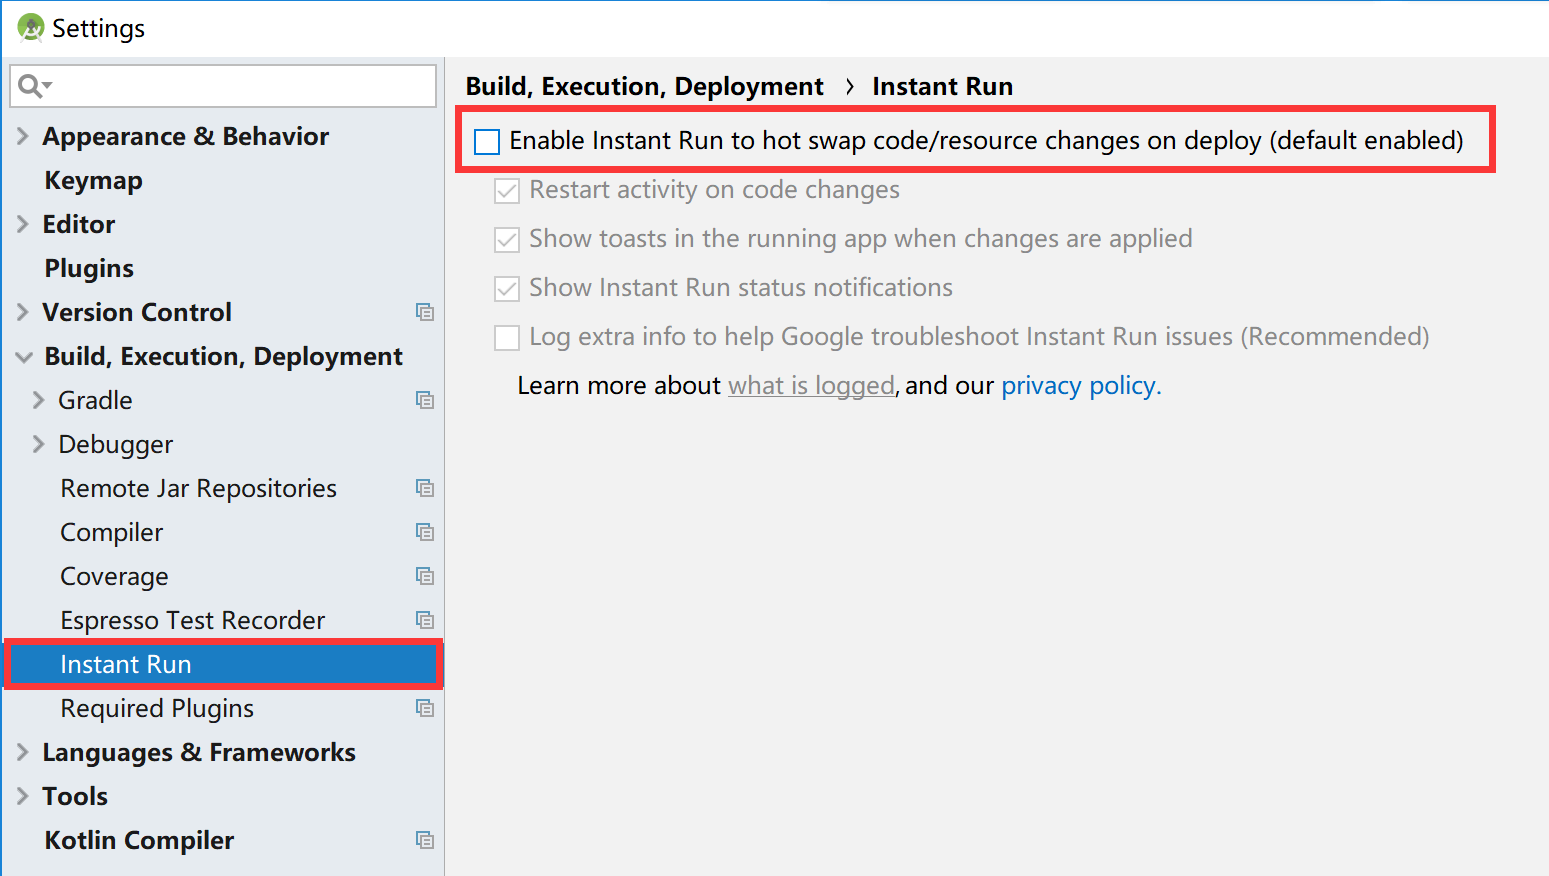 Settings
Appearance & Behavior
Keymap
Editor
Plugins
Version Control
Build, Execution, Deployment
Gradle
Debugger
Remote Jar Repositories
Compiler
Coverage
Espresso Test Recorder
Instant Run
Required Plugins
Languages & Frameworks
Tools
Kotlin Compiler
Build, Execution, Deployment › Instant Run
Enable Instant Run to hot swap code/resource changes on deploy (default enabled)
Restart activity on code changes
Show toasts in the running app when changes are applied
Show Instant Run status notifications
Log extra info to help Google troubleshoot Instant Run issues (Recommended)
Learn more about what is logged, and our privacy policy.